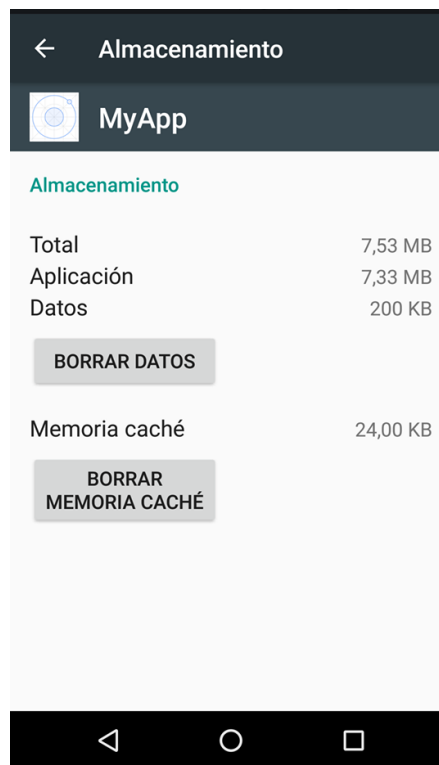 Almacenamiento
MyApp
Almacenamiento
Total 7,53 MB
Aplicación 7,33 MB
Datos 200 KB
BORRAR DATOS
Memoria caché 24,00 KB
BORRAR
MEMORIA CACHÉ